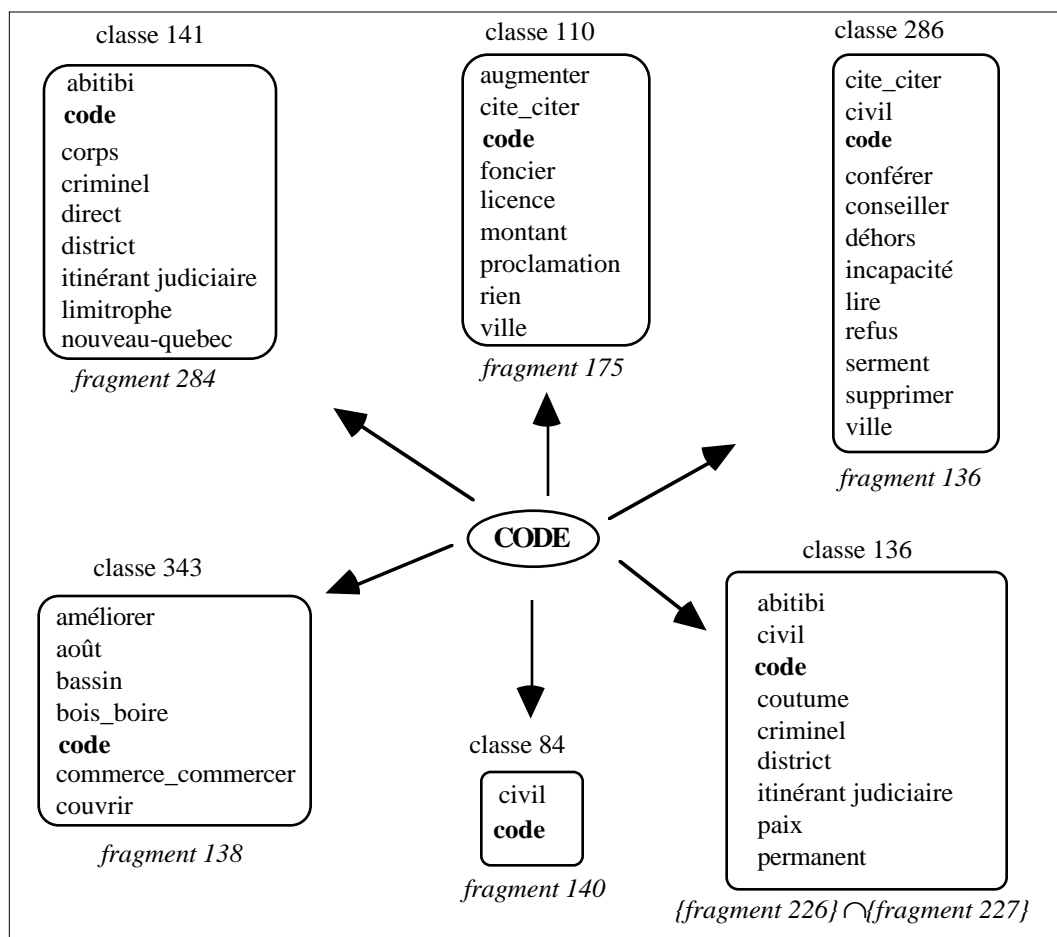 classe 141
abitibi
code
corps
criminel
direct
district
itinérant judiciaire
limitrophe
nouveau-quebec
fragment 284
classe 110
augmenter
cite_citer
code
foncier
licence
montant
proclamation
rien
ville
fragment 175
classe 286
cite_citer
civil
code
conférer
conseiller
déhors
incapacité
lire
refus
serment
supprimer
ville
fragment 136
CODE
classe 343
améliorer
août
bassin
bois_boire
code
commerce_commercer
couvrir
fragment 138
classe 84
civil
code
fragment 140
classe 136
abitibi
civil
code
coutume
criminel
district
itinérant judiciaire
paix
permanent
{fragment 226} ∩{fragment 227}